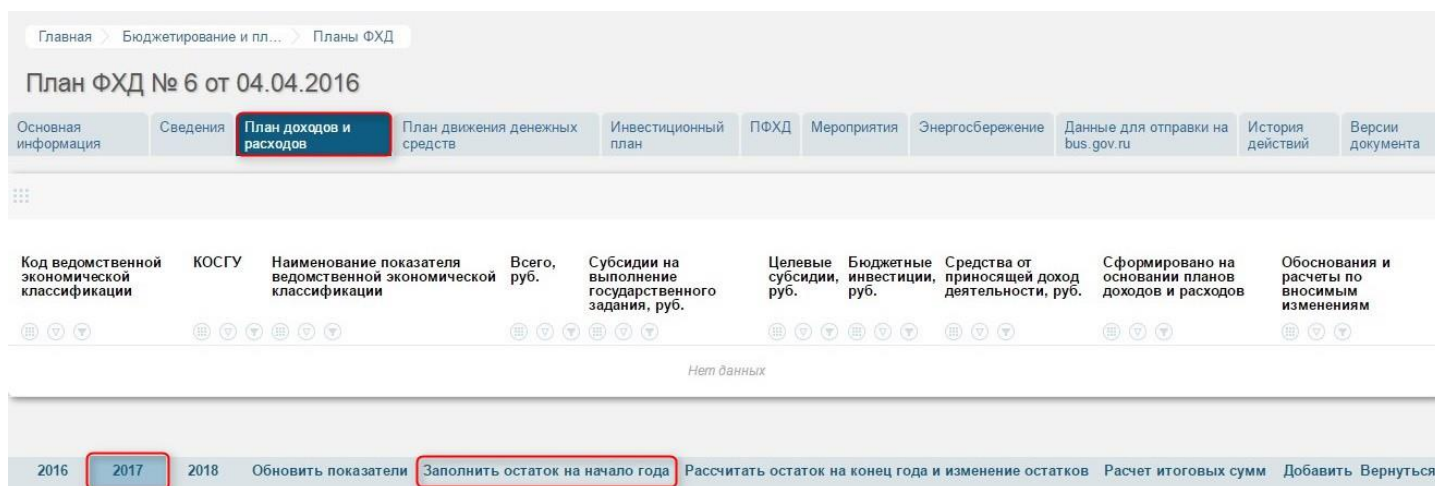 Главная Бюджетирование и пл... Планы ФХД
План ФХД № 6 от 04.04.2016
Основная информация
Сведения
План доходов и расходов
План движения денежных средств
Инвестиционный план
ПФХД
Мероприятия
Энергосбережение
Данные для отправки на bus.gov.ru
История действий
Версии документа
Код ведомственной экономической классификации
КОСГУ
Наименование показателя ведомственной экономической классификации
Всего, руб.
Субсидии на выполнение государственного задания, руб.
Целевые субсидии, руб.
Бюджетные инвестиции, руб.
Средства от приносящей доход деятельности, руб.
Сформировано на основании планов доходов и расходов
Обоснования и расчеты по вносимым изменениям
Нет данных
2016 2017 2018 Обновить показатели Заполнить остаток на начало года Рассчитать остаток на конец года и изменение остатков Расчет итоговых сумм Добавить Вернуться